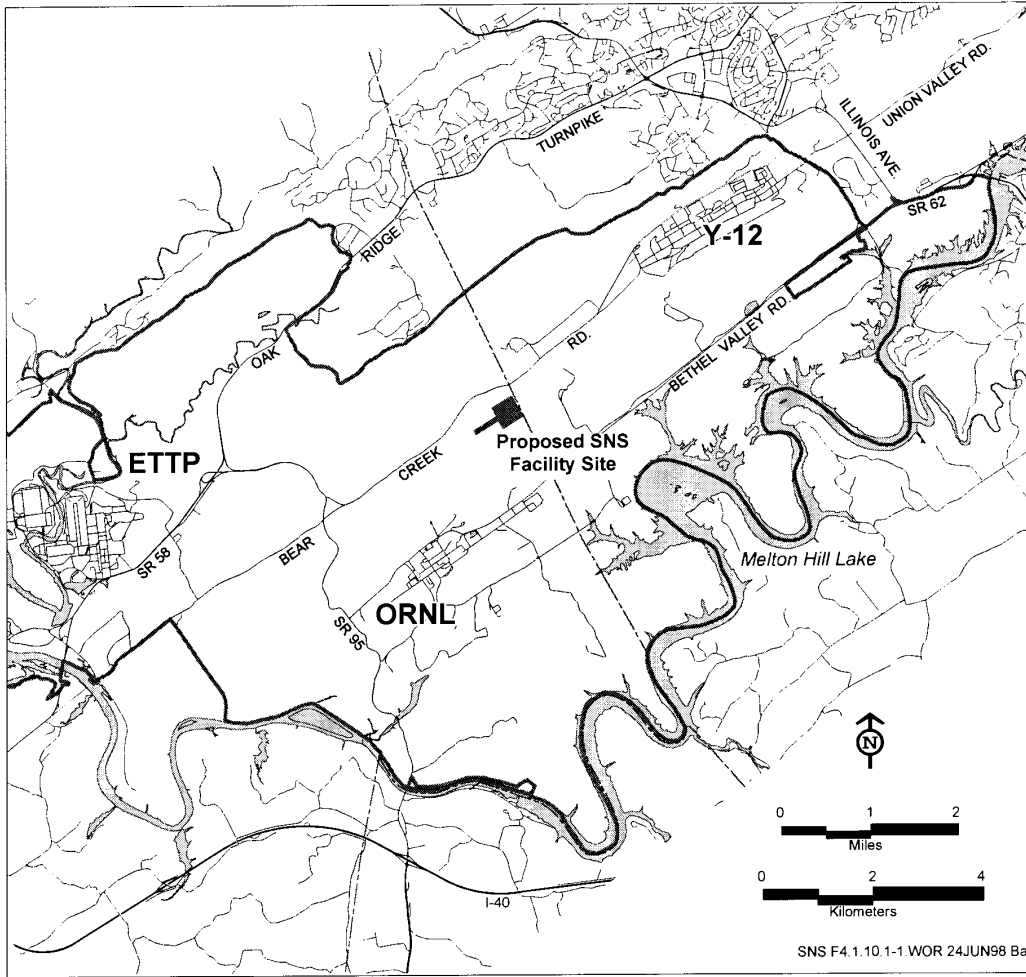 TURNPIKE
ILLINOIS AVE
UNION VALLEY RD.
SR 62
RIDGE
Y-12
OAK
RD.
BETHEL VALLEY RD.
Proposed SNS
Facility Site
CREEK
ETTP
SR 58
BEAR
Melton Hill Lake
ORNL
SR 95
N
0 1 2
Miles
0 2 4
Kilometers
I-40
SNS F4.1.10.1-1.WOR 24JUN98 Ba